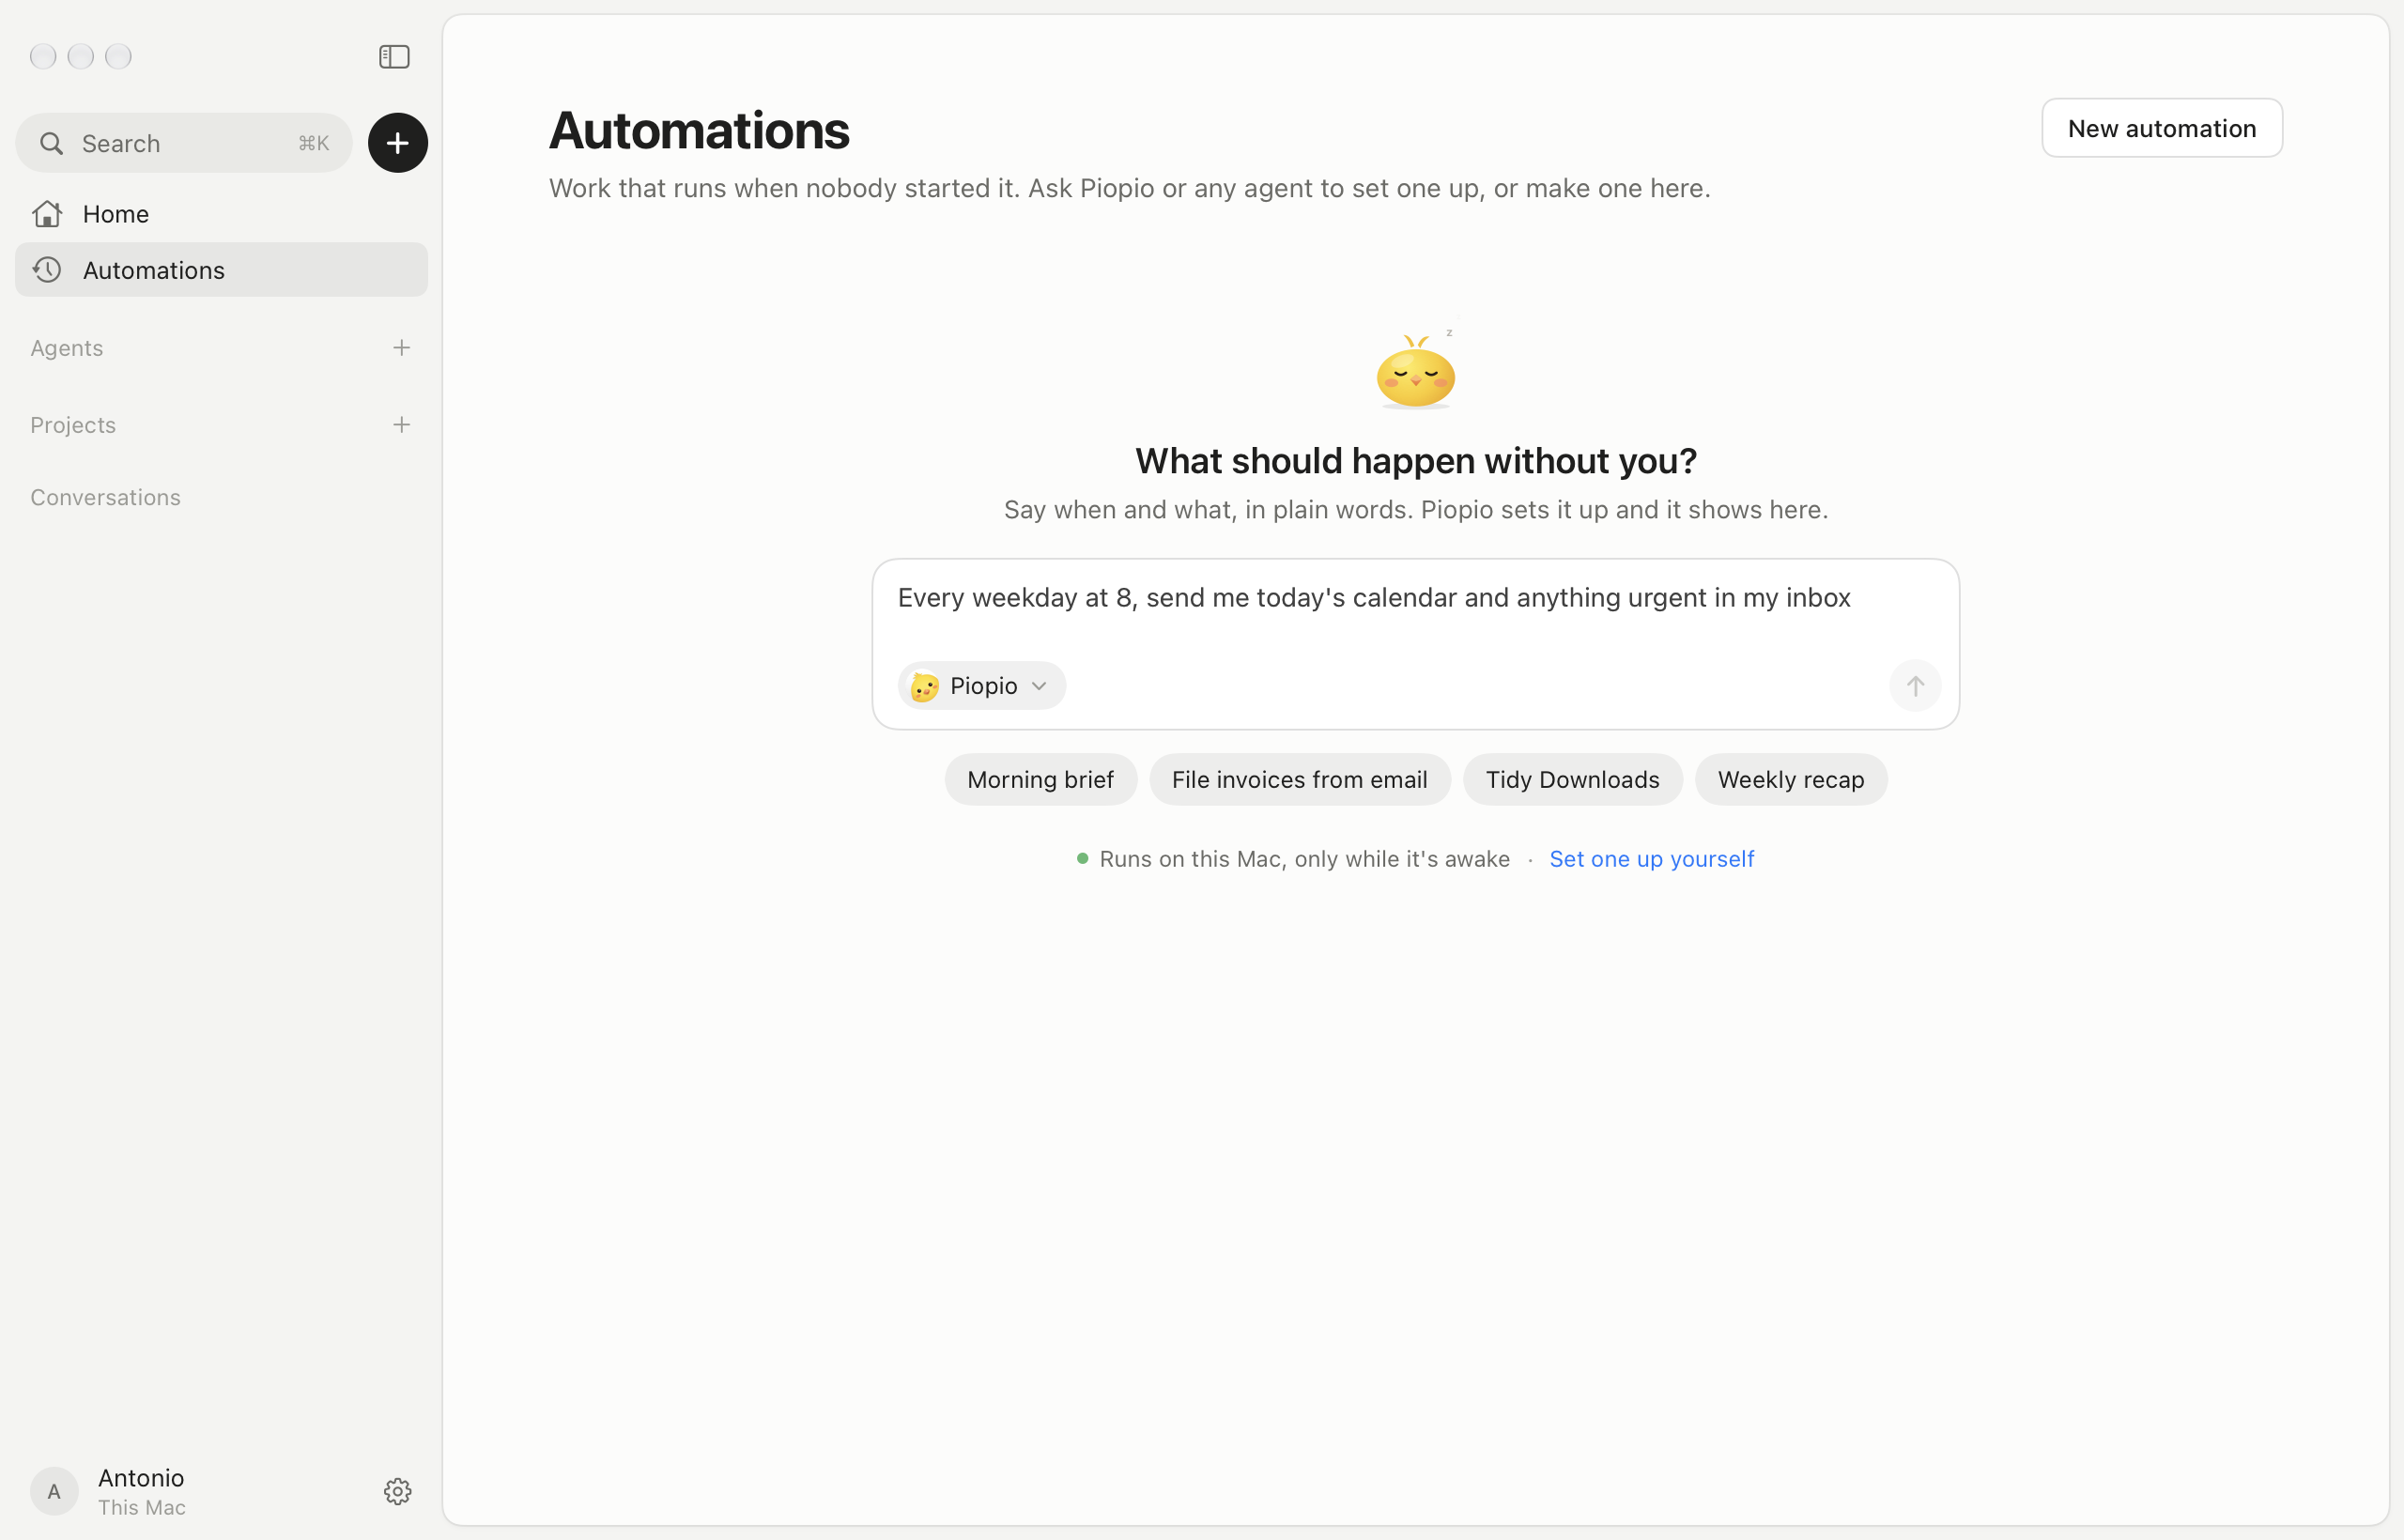 Search ⌘K
Home
Automations
Agents
Projects
Conversations
Antonio
This Mac
A
Automations
New automation
Work that runs when nobody started it. Ask Piopio or any agent to set one up, or make one here.
z
What should happen without you?
Say when and what, in plain words. Piopio sets it up and it shows here.
Every weekday at 8, send me today's calendar and anything urgent in my inbox
Piopio
Morning brief
File invoices from email
Tidy Downloads
Weekly recap
Runs on this Mac, only while it's awake · Set one up yourself